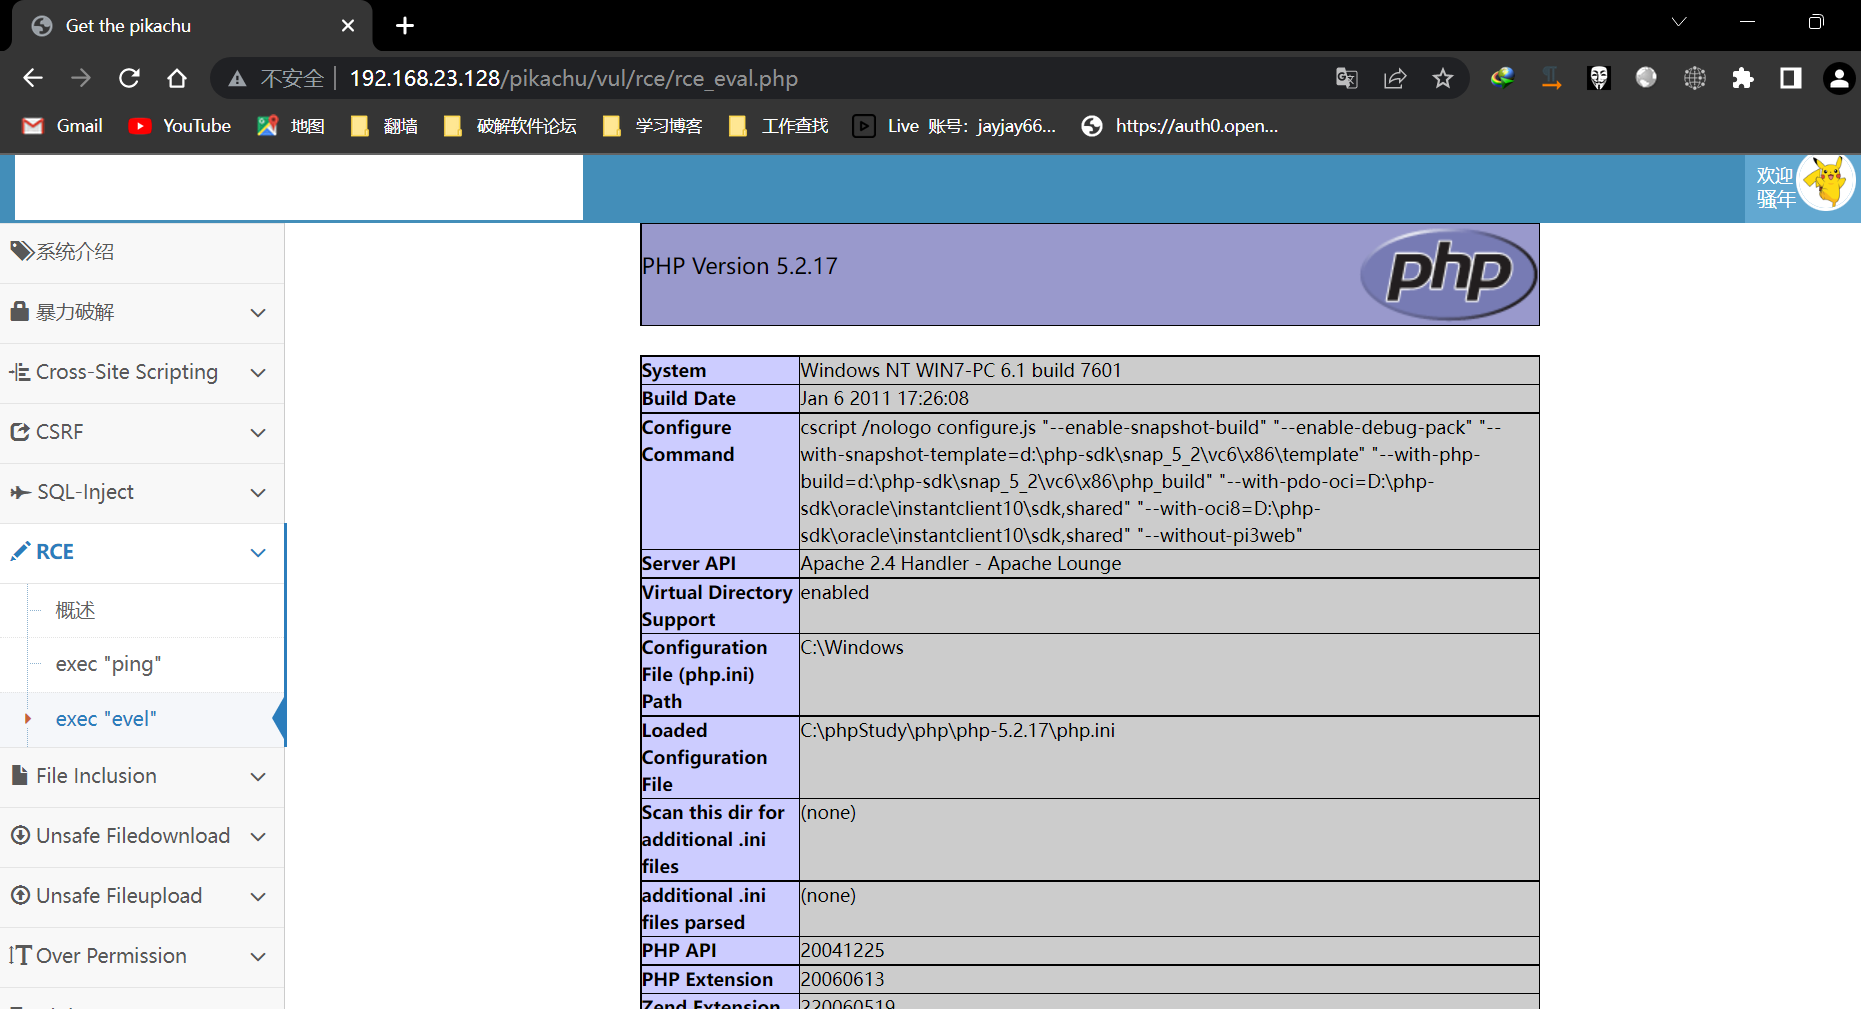 Get the pikachu
不安全
192.168.23.128/pikachu/vul/rce/rce_eval.php
Gmail
YouTube
地图
翻墙
破解软件论坛
学习博客
工作查找
Live 账号：jayjay66...
https://auth0.open...
欢迎
骚年
系统介绍
暴力破解
Cross-Site Scripting
CSRF
SQL-Inject
RCE
概述
exec "ping"
exec "evel"
File Inclusion
Unsafe Filedownload
Unsafe Fileupload
Over Permission
PHP Version 5.2.17
php
System
Windows NT WIN7-PC 6.1 build 7601
Build Date
Jan 6 2011 17:26:08
Configure
Command
cscript /nologo configure.js "--enable-snapshot-build" "--enable-debug-pack" "--
with-snapshot-template=d:\php-sdk\snap_5_2\vc6\x86\template" "--with-php-
build=d:\php-sdk\snap_5_2\vc6\x86\php_build" "--with-pdo-oci=D:\php-
sdk\oracle\instantclient10\sdk,shared" "--with-oci8=D:\php-
sdk\oracle\instantclient10\sdk,shared" "--without-pi3web"
Server API
Apache 2.4 Handler - Apache Lounge
Virtual Directory
Support
enabled
Configuration
File (php.ini)
Path
C:\Windows
Loaded
Configuration
File
C:\phpStudy\php\php-5.2.17\php.ini
Scan this dir for
additional .ini
files
(none)
additional .ini
files parsed
(none)
PHP API
20041225
PHP Extension
20060613
Zend Extension
220060519